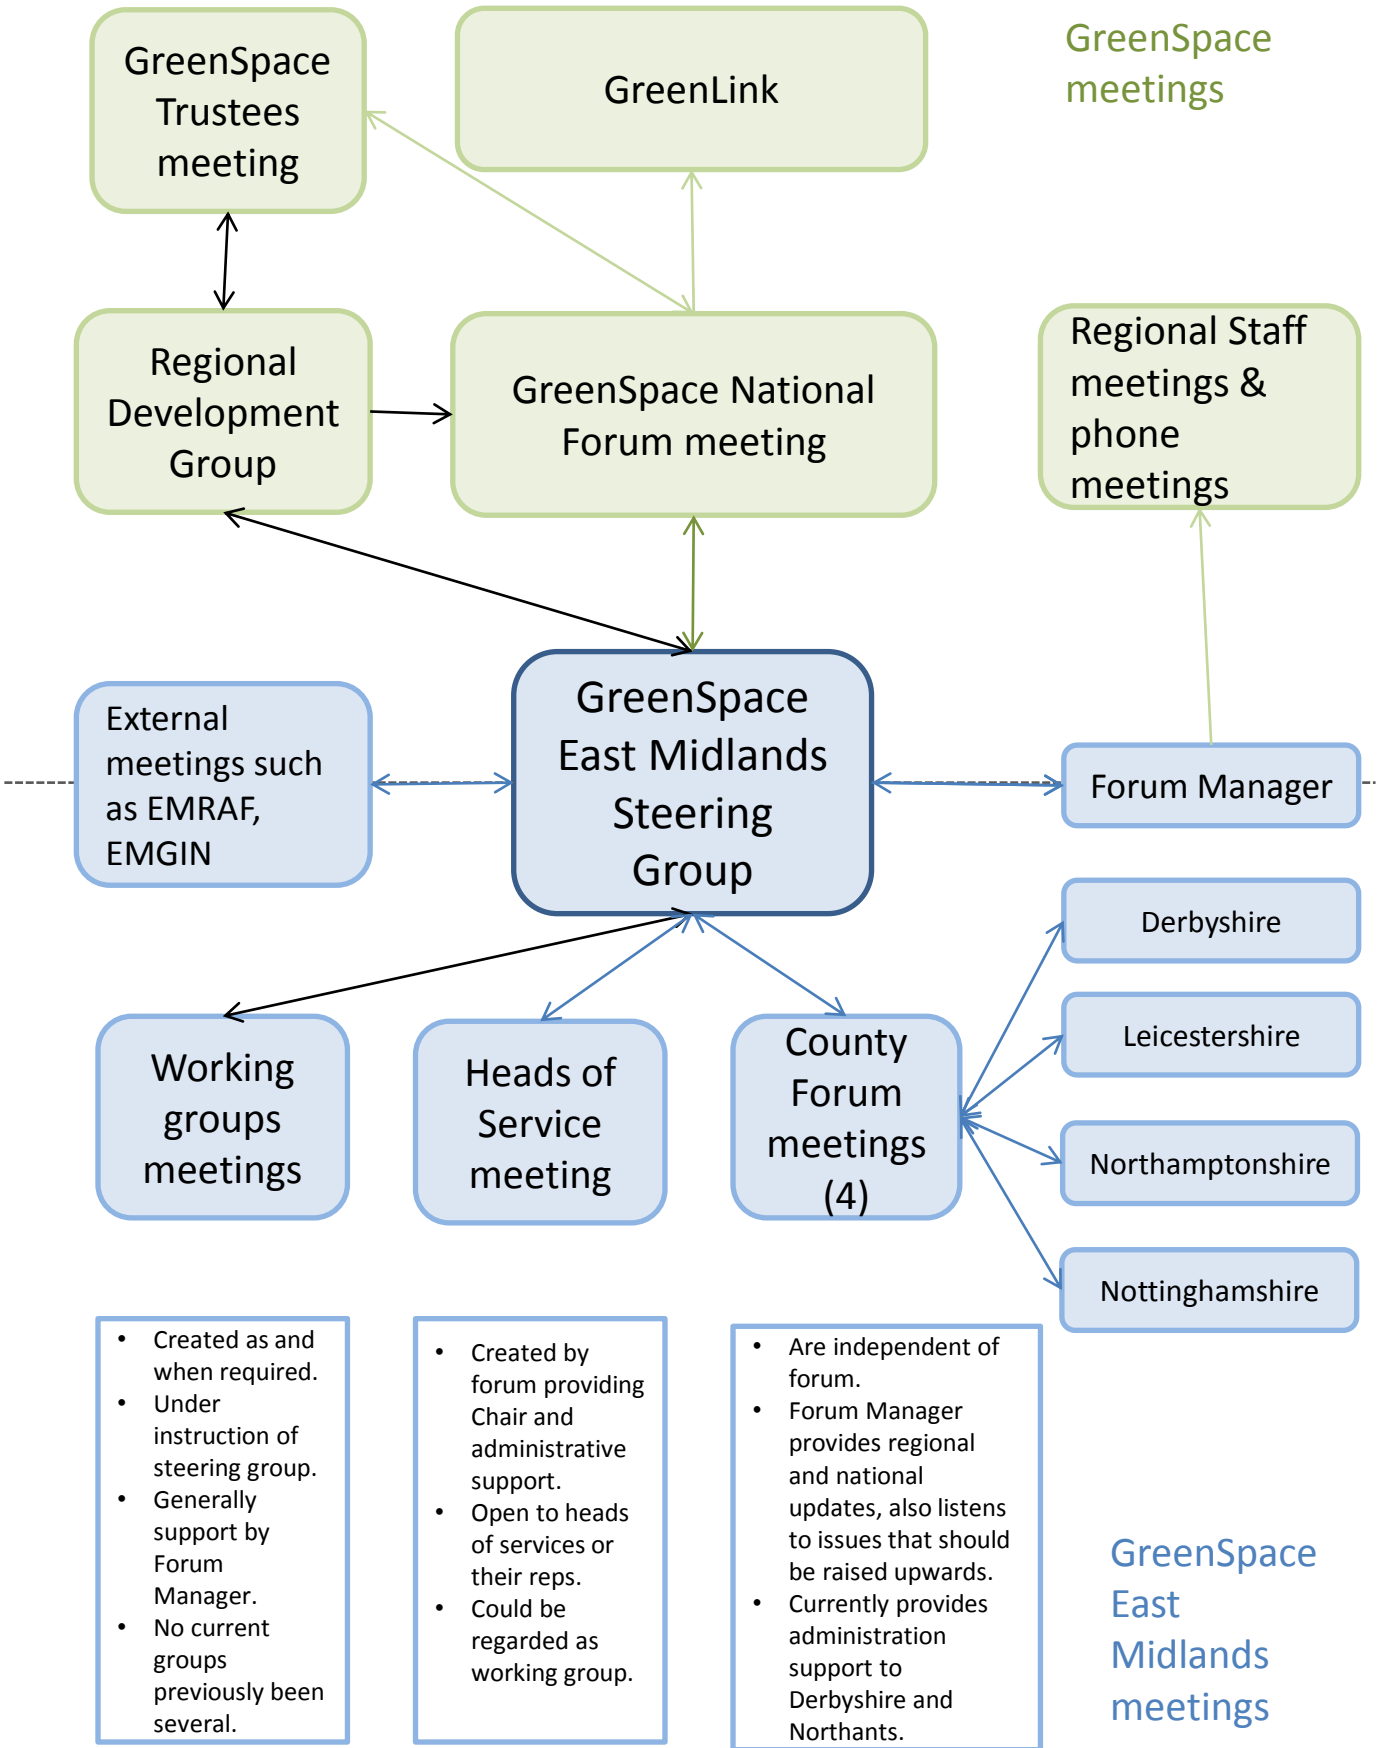 GreenSpace
Trustees
meeting
GreenLink
GreenSpace
meetings
Regional
Development
Group
GreenSpace National
Forum meeting
Regional Staff
meetings &
phone
meetings
External
meetings such
as EMRAF,
EMGIN
GreenSpace
East Midlands
Steering
Group
Forum Manager
Derbyshire
Leicestershire
Northamptonshire
Nottinghamshire
Working
groups
meetings
Heads of
Service
meeting
County
Forum
meetings
(4)
• Created as and
when required.
• Under
instruction of
steering group.
• Generally
support by
Forum
Manager.
• No current
groups
previously been
several.
• Created by
forum providing
Chair and
administrative
support.
• Open to heads
of services or
their reps.
• Could be
regarded as
working group.
• Are independent of
forum.
• Forum Manager
provides regional
and national
updates, also listens
to issues that should
be raised upwards.
• Currently provides
administration
support to
Derbyshire and
Northants.
GreenSpace
East
Midlands
meetings